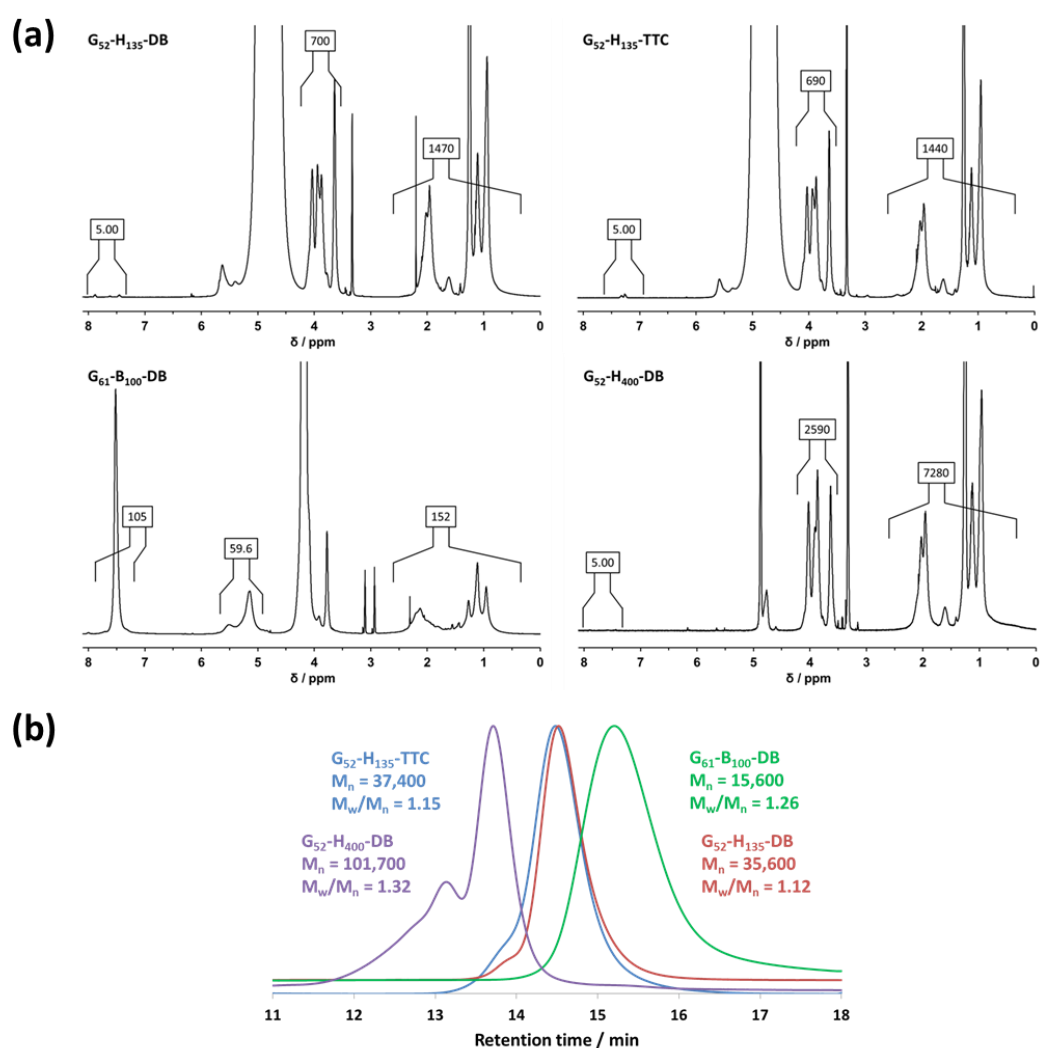 (a)
G52-H135-DB
700
1470
5.00
8 7 6 5 4 3 2 1 0
δ / ppm
G52-H135-TTC
690
1440
5.00
8 7 6 5 4 3 2 1 0
δ / ppm
G61-B100-DB
105
59.6
152
8 7 6 5 4 3 2 1 0
δ / ppm
G52-H400-DB
2590
7280
5.00
8 7 6 5 4 3 2 1 0
δ / ppm
(b)
G52-H135-TTC
Mn = 37,400
Mw/Mn = 1.15
G52-H400-DB
Mn = 101,700
Mw/Mn = 1.32
G61-B100-DB
Mn = 15,600
Mw/Mn = 1.26
G52-H135-DB
Mn = 35,600
Mw/Mn = 1.12
11 12 13 14 15 16 17 18
Retention time / min